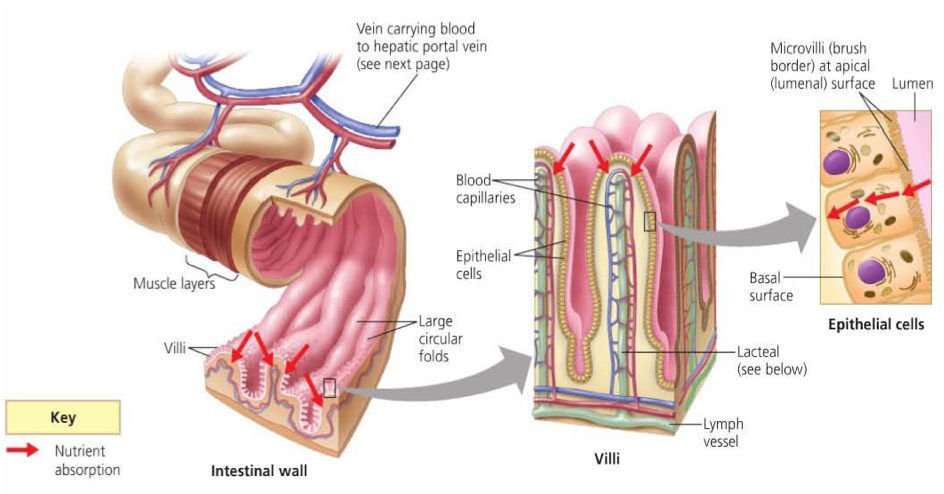 Vein carrying blood
to hepatic portal vein
(see next page)
Microvilli (brush
border) at apical
(lumenal) surface
Lumen
Blood
capillaries
Epithelial
cells
Muscle layers
Basal
surface
Epithelial cells
Large
circular
folds
Villi
Lacteal
(see below)
Key
Nutrient
absorption
Lymph
vessel
Intestinal wall
Villi